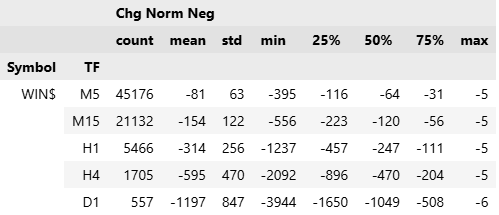 Chg Norm Neg
count mean std min 25% 50% 75% max
Symbol TF
WIN$ M5 45176 -81 63 -395 -116 -64 -31 -5
M15 21132 -154 122 -556 -223 -120 -56 -5
H1 5466 -314 256 -1237 -457 -247 -111 -5
H4 1705 -595 470 -2092 -896 -470 -204 -5
D1 557 -1197 847 -3944 -1650 -1049 -508 -6